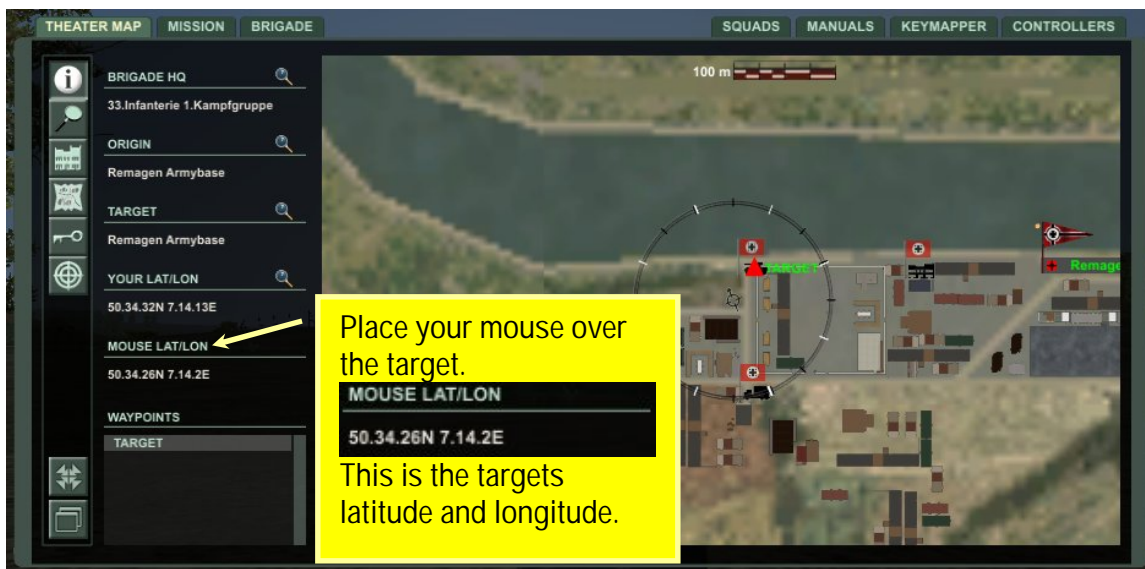 THEATER MAP MISSION BRIGADE SQUADS MANUALS KEYMAPPER CONTROLLERS
BRIGADE HQ
33.Infanterie 1.Kampfgruppe
ORIGIN
Remagen Armybase
TARGET
Remagen Armybase
YOUR LAT/LON
50.34.32N 7.14.13E
MOUSE LAT/LON
50.34.26N 7.14.2E
WAYPOINTS
TARGET
100 m
TARGET
Remage
Place your mouse over
the target.
MOUSE LAT/LON
50.34.26N 7.14.2E
This is the targets
latitude and longitude.